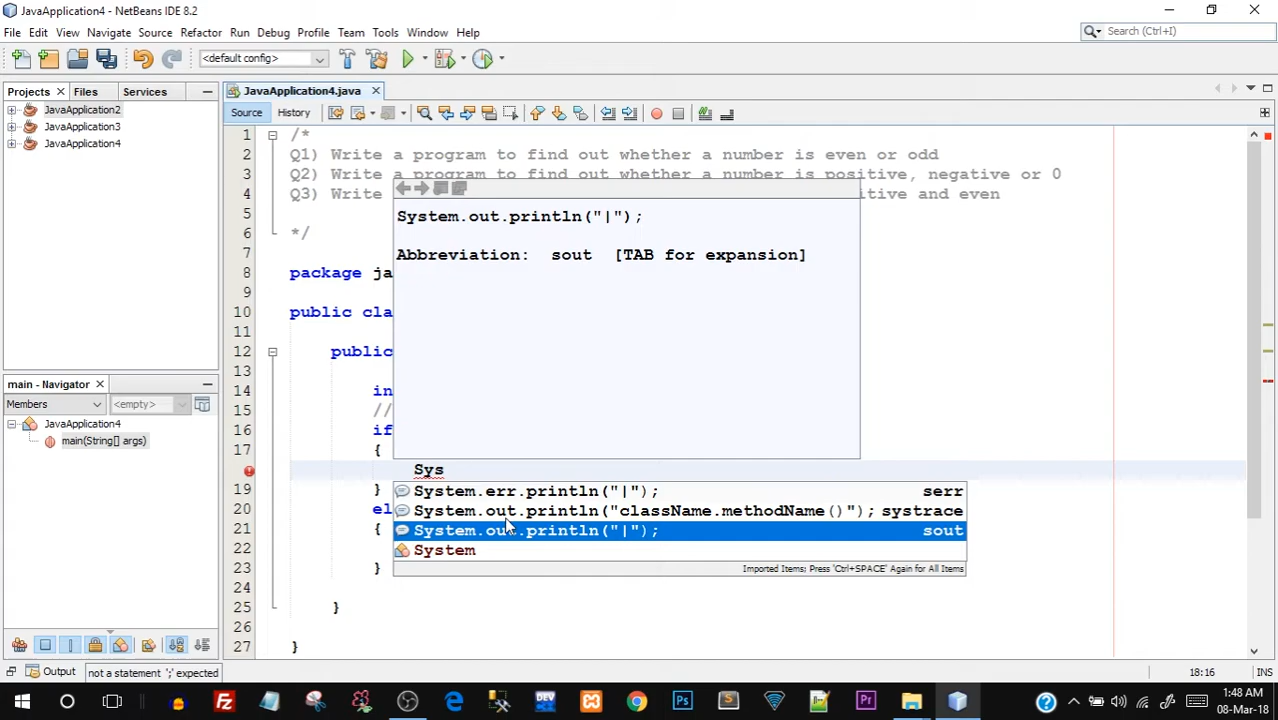 JavaApplication4 - NetBeans IDE 8.2
File Edit View Navigate Source Refactor Run Debug Profile Team Tools Window Help
Search (Ctrl+I)
<default config>
Projects Files Services
JavaApplication2
JavaApplication3
JavaApplication4
JavaApplication4.java
Source History
1 /*
2 Q1) Write a program to find out whether a number is even or odd
3 Q2) Write a program to find out whether a number is positive, negative or 0
4 Q3) Write itive and even
5
6 */
7
8 package ja
9
10 public cla
11
12 public
13
14 in
15 //
16 if
17 {
Sys
19 }
20 el
21 {
22
23 }
24
25 }
26
27 }
System.out.println("|");
Abbreviation: sout [TAB for expansion]
System.err.println("|"); serr
System.out.println("className.methodName()"); systrace
System.out.println("|"); sout
System
Imported Items; Press 'Ctrl+SPACE' Again for All Items
main - Navigator
Members <empty>
JavaApplication4
main(String[] args)
Output not a statement ';' expected
18:16 INS
1:48 AM
08-Mar-18